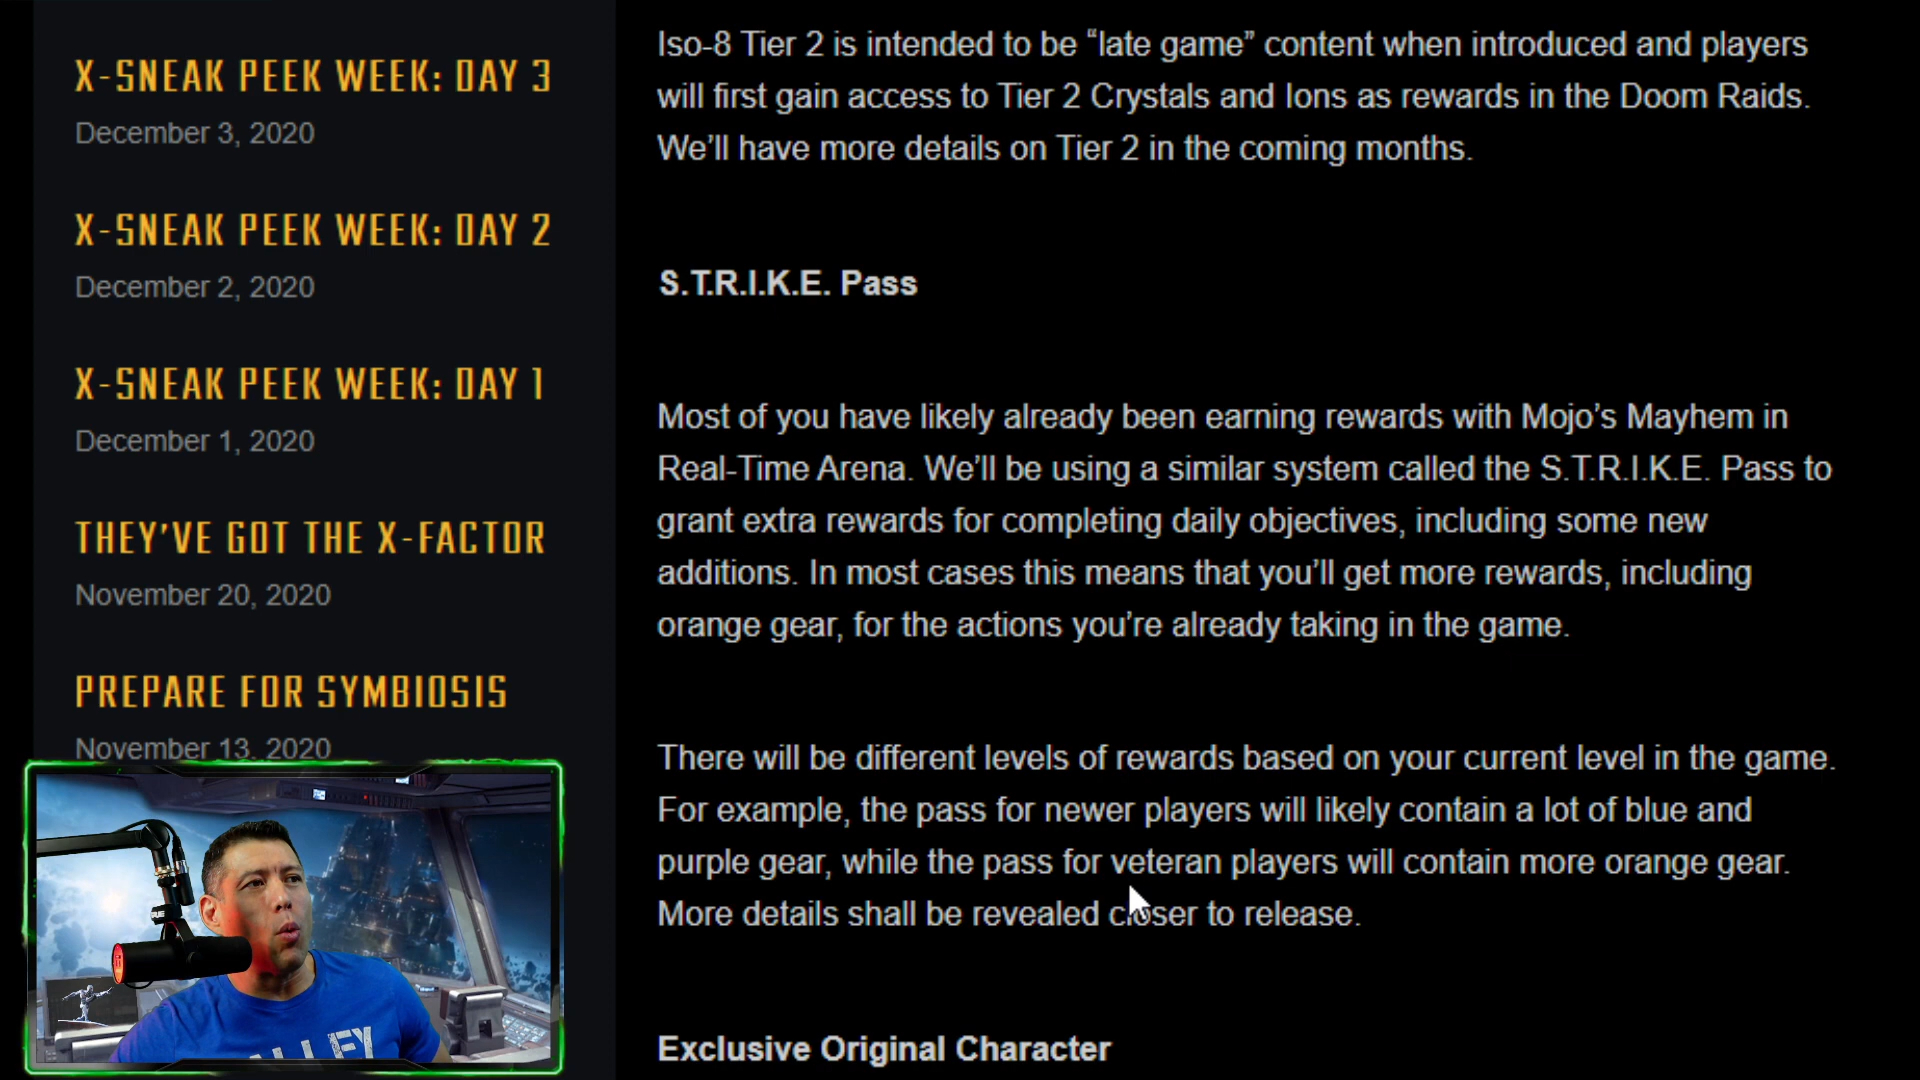 X-SNEAK PEEK WEEK: DAY 3
December 3, 2020
X-SNEAK PEEK WEEK: DAY 2
December 2, 2020
X-SNEAK PEEK WEEK: DAY 1
December 1, 2020
THEY'VE GOT THE X-FACTOR
November 20, 2020
PREPARE FOR SYMBIOSIS
November 13, 2020
Iso-8 Tier 2 is intended to be “late game” content when introduced and players
will first gain access to Tier 2 Crystals and Ions as rewards in the Doom Raids.
We’ll have more details on Tier 2 in the coming months.
S.T.R.I.K.E. Pass
Most of you have likely already been earning rewards with Mojo’s Mayhem in
Real-Time Arena. We’ll be using a similar system called the S.T.R.I.K.E. Pass to
grant extra rewards for completing daily objectives, including some new
additions. In most cases this means that you’ll get more rewards, including
orange gear, for the actions you’re already taking in the game.
There will be different levels of rewards based on your current level in the game.
For example, the pass for newer players will likely contain a lot of blue and
purple gear, while the pass for veteran players will contain more orange gear.
More details shall be revealed closer to release.
Exclusive Original Character